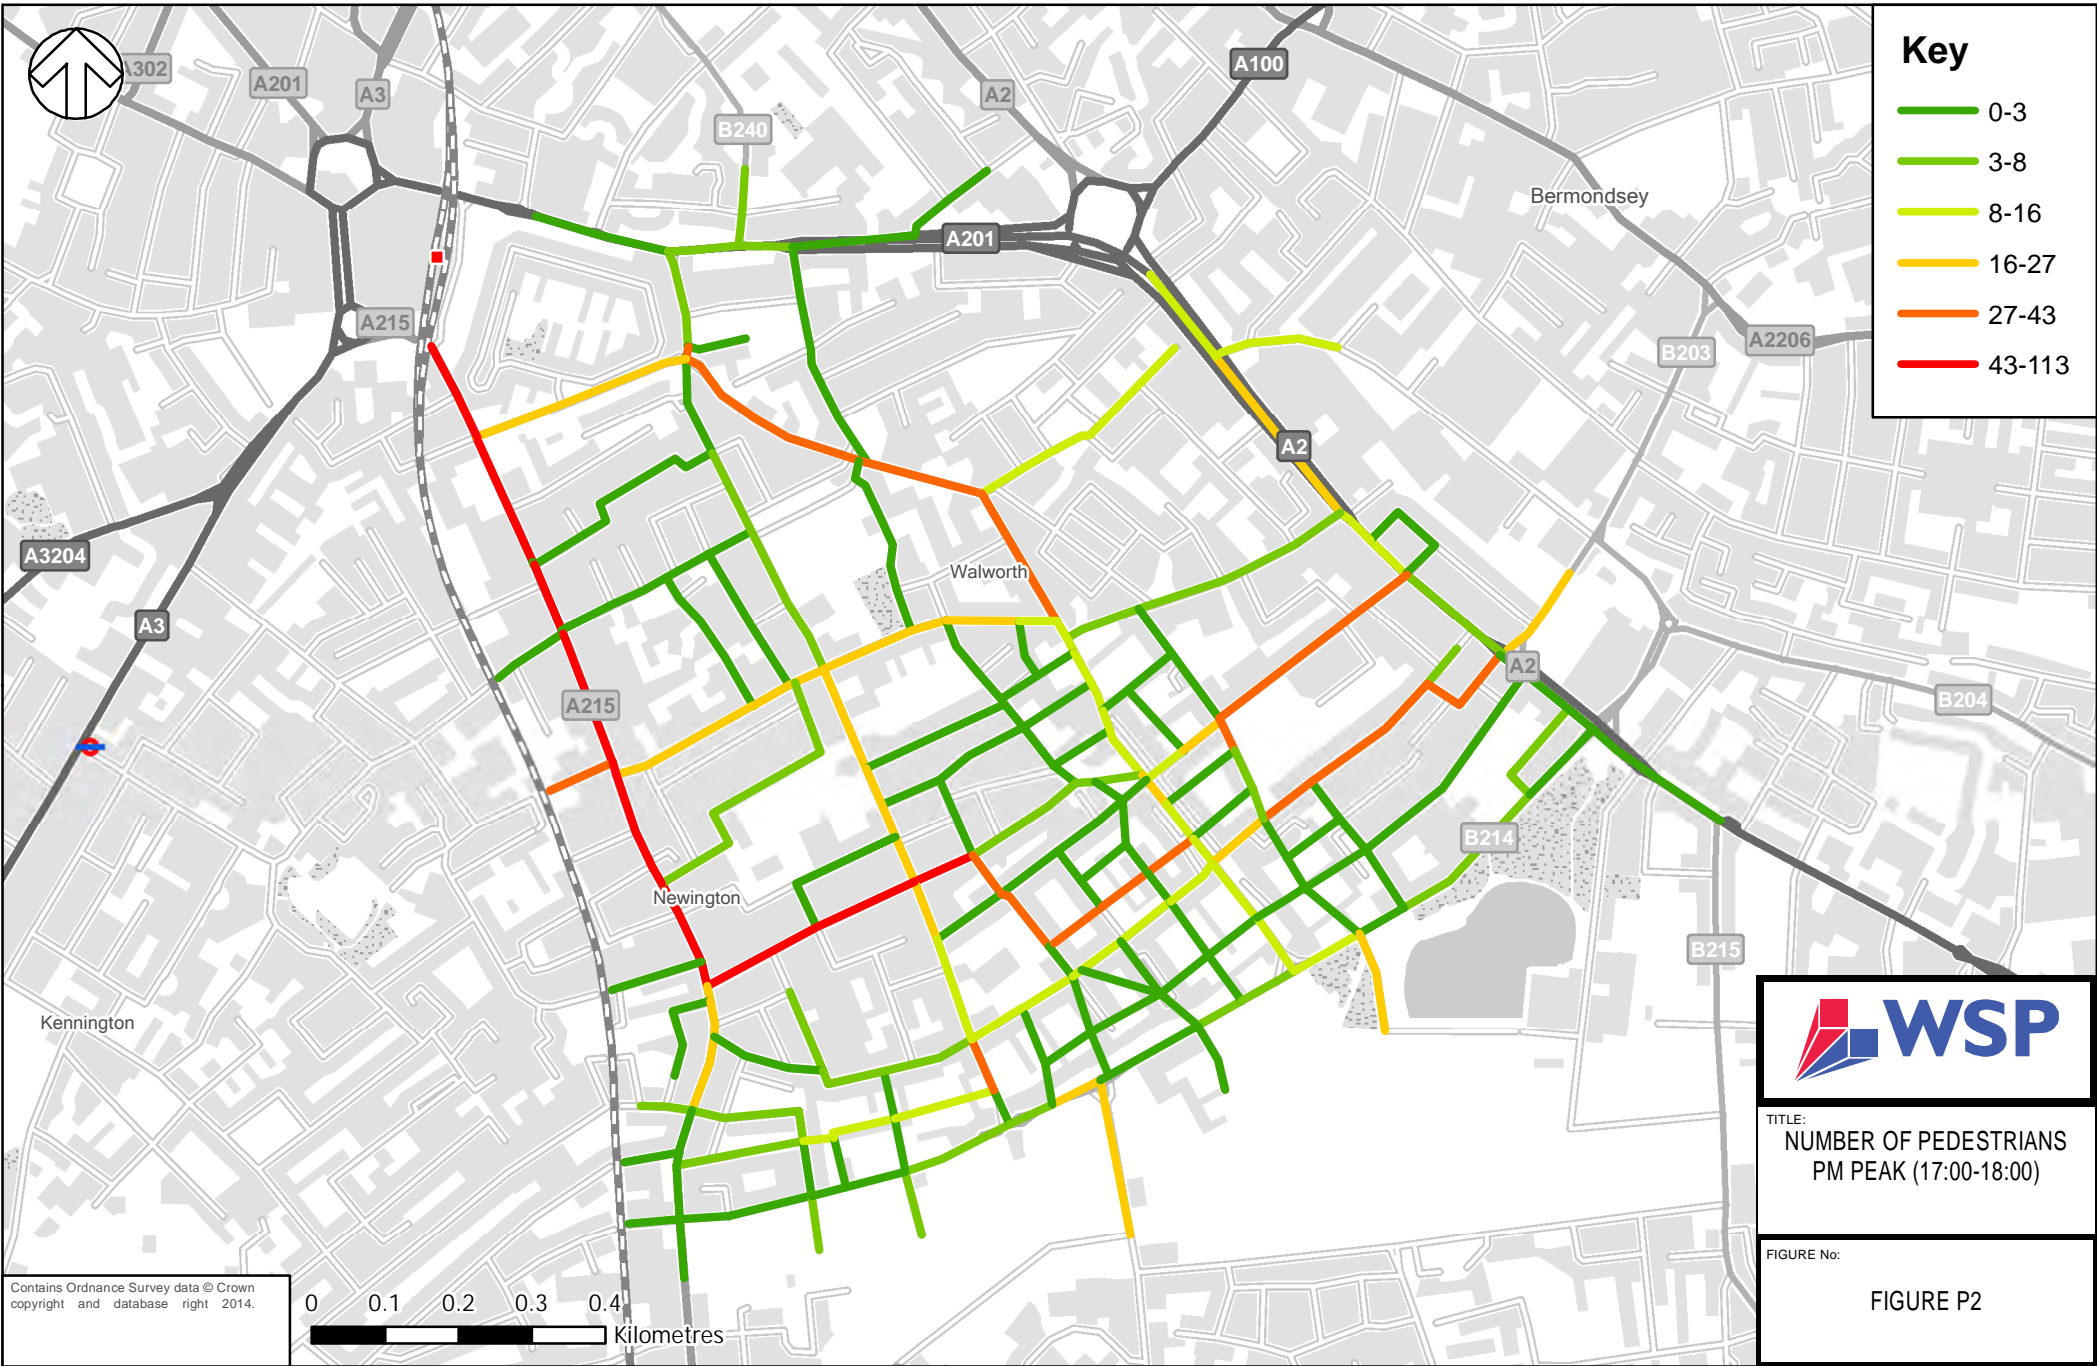 A302
A201
A3
B240
A2
A100
Key
0-3
3-8
8-16
16-27
27-43
43-113
Bermondsey
A201
A215
B203
A2206
A2
A3204
Walworth
A3
A2
A215
B204
B214
Newington
B215
Kennington
WSP
TITLE:
NUMBER OF PEDESTRIANS
PM PEAK (17:00-18:00)
FIGURE No:
FIGURE P2
Contains Ordnance Survey data © Crown
copyright and database right 2014.
0 0.1 0.2 0.3 0.4
Kilometres